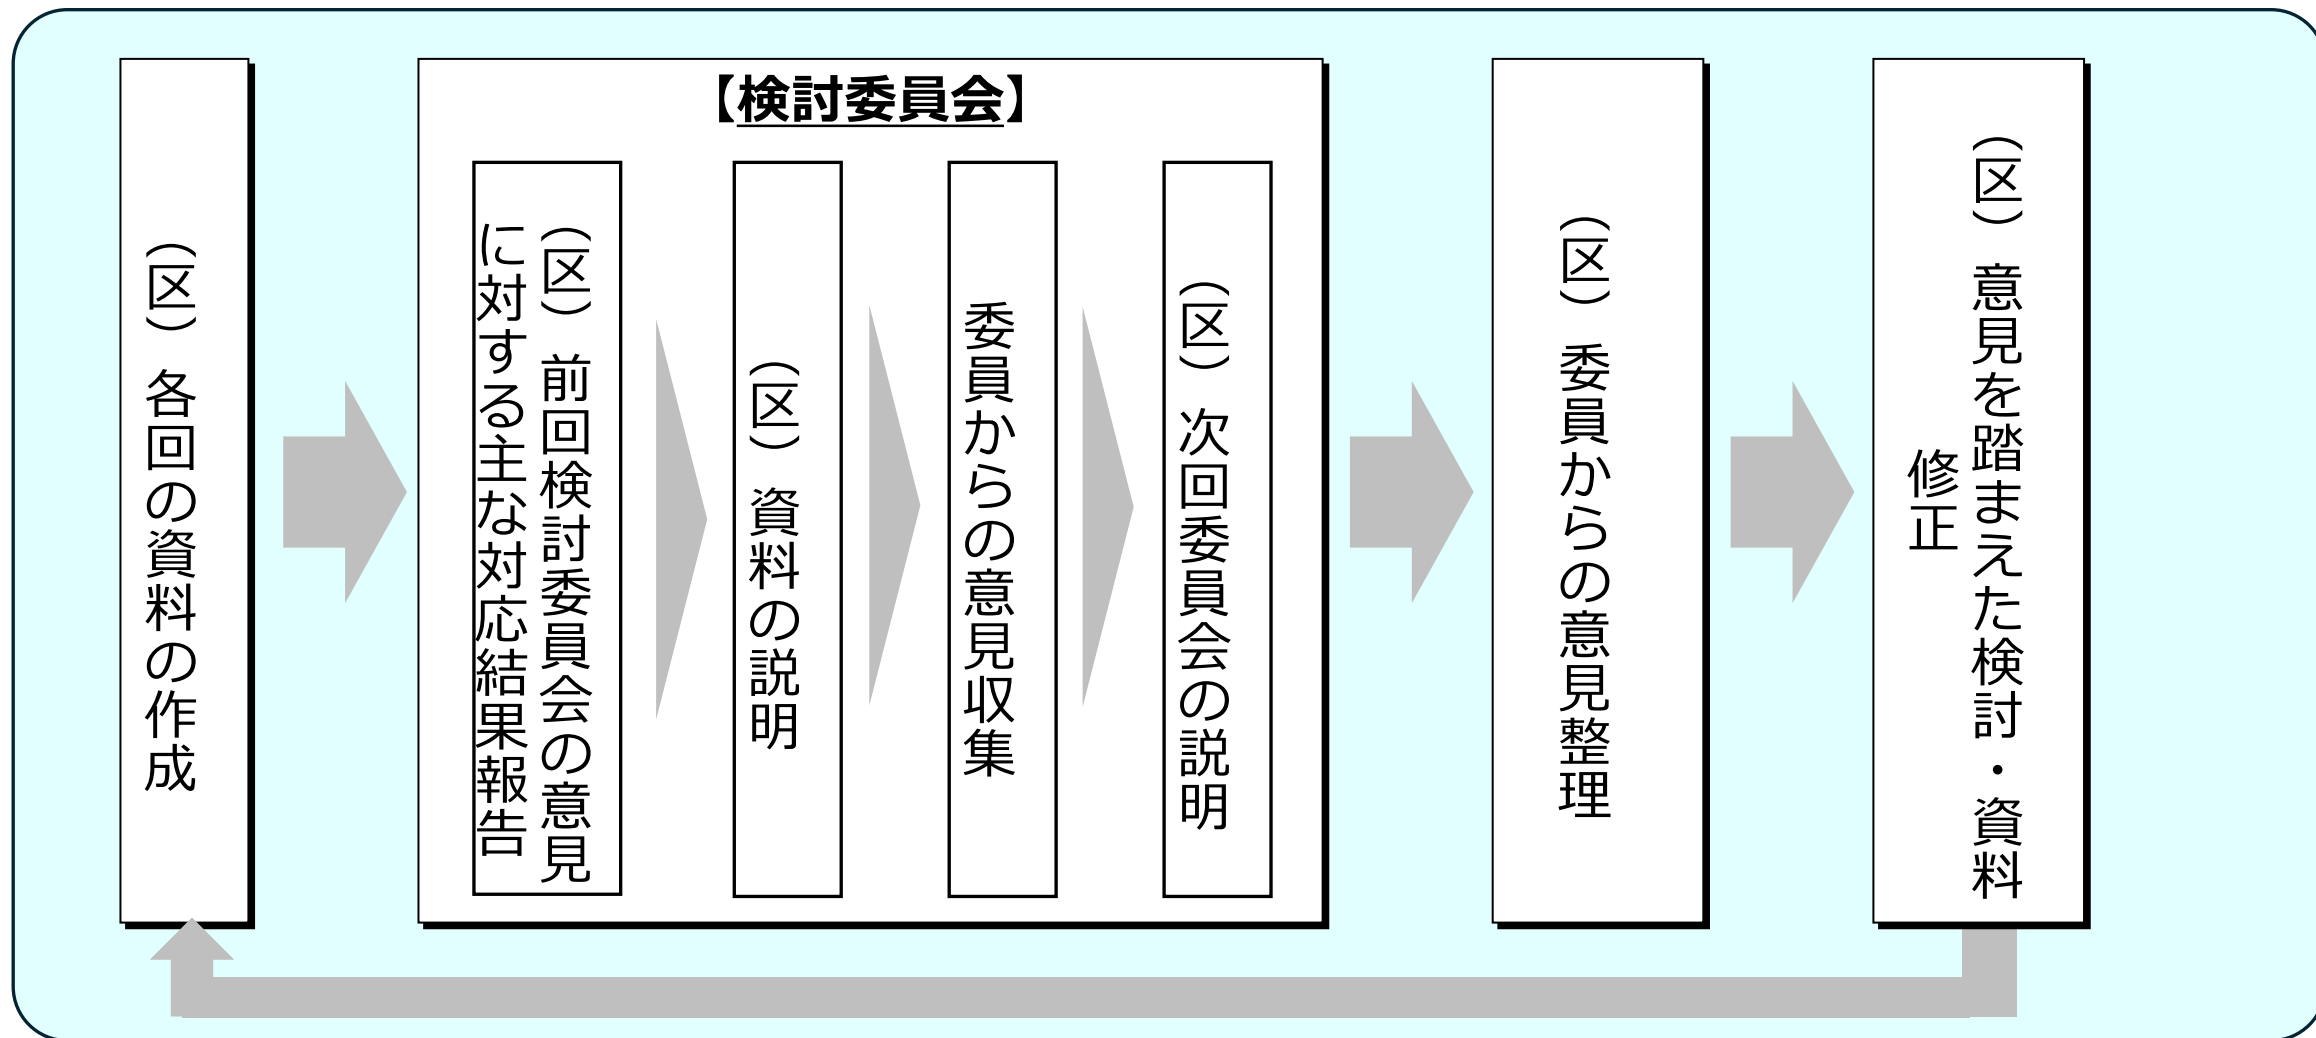 （区）各回の資料の作成
【検討委員会】
（区）前回検討委員会の意見
に対する主な対応結果報告
（区）資料の説明
委員からの意見収集
（区）次回委員会の説明
（区）委員からの意見整理
（区）意見を踏まえた検討・資料
修正